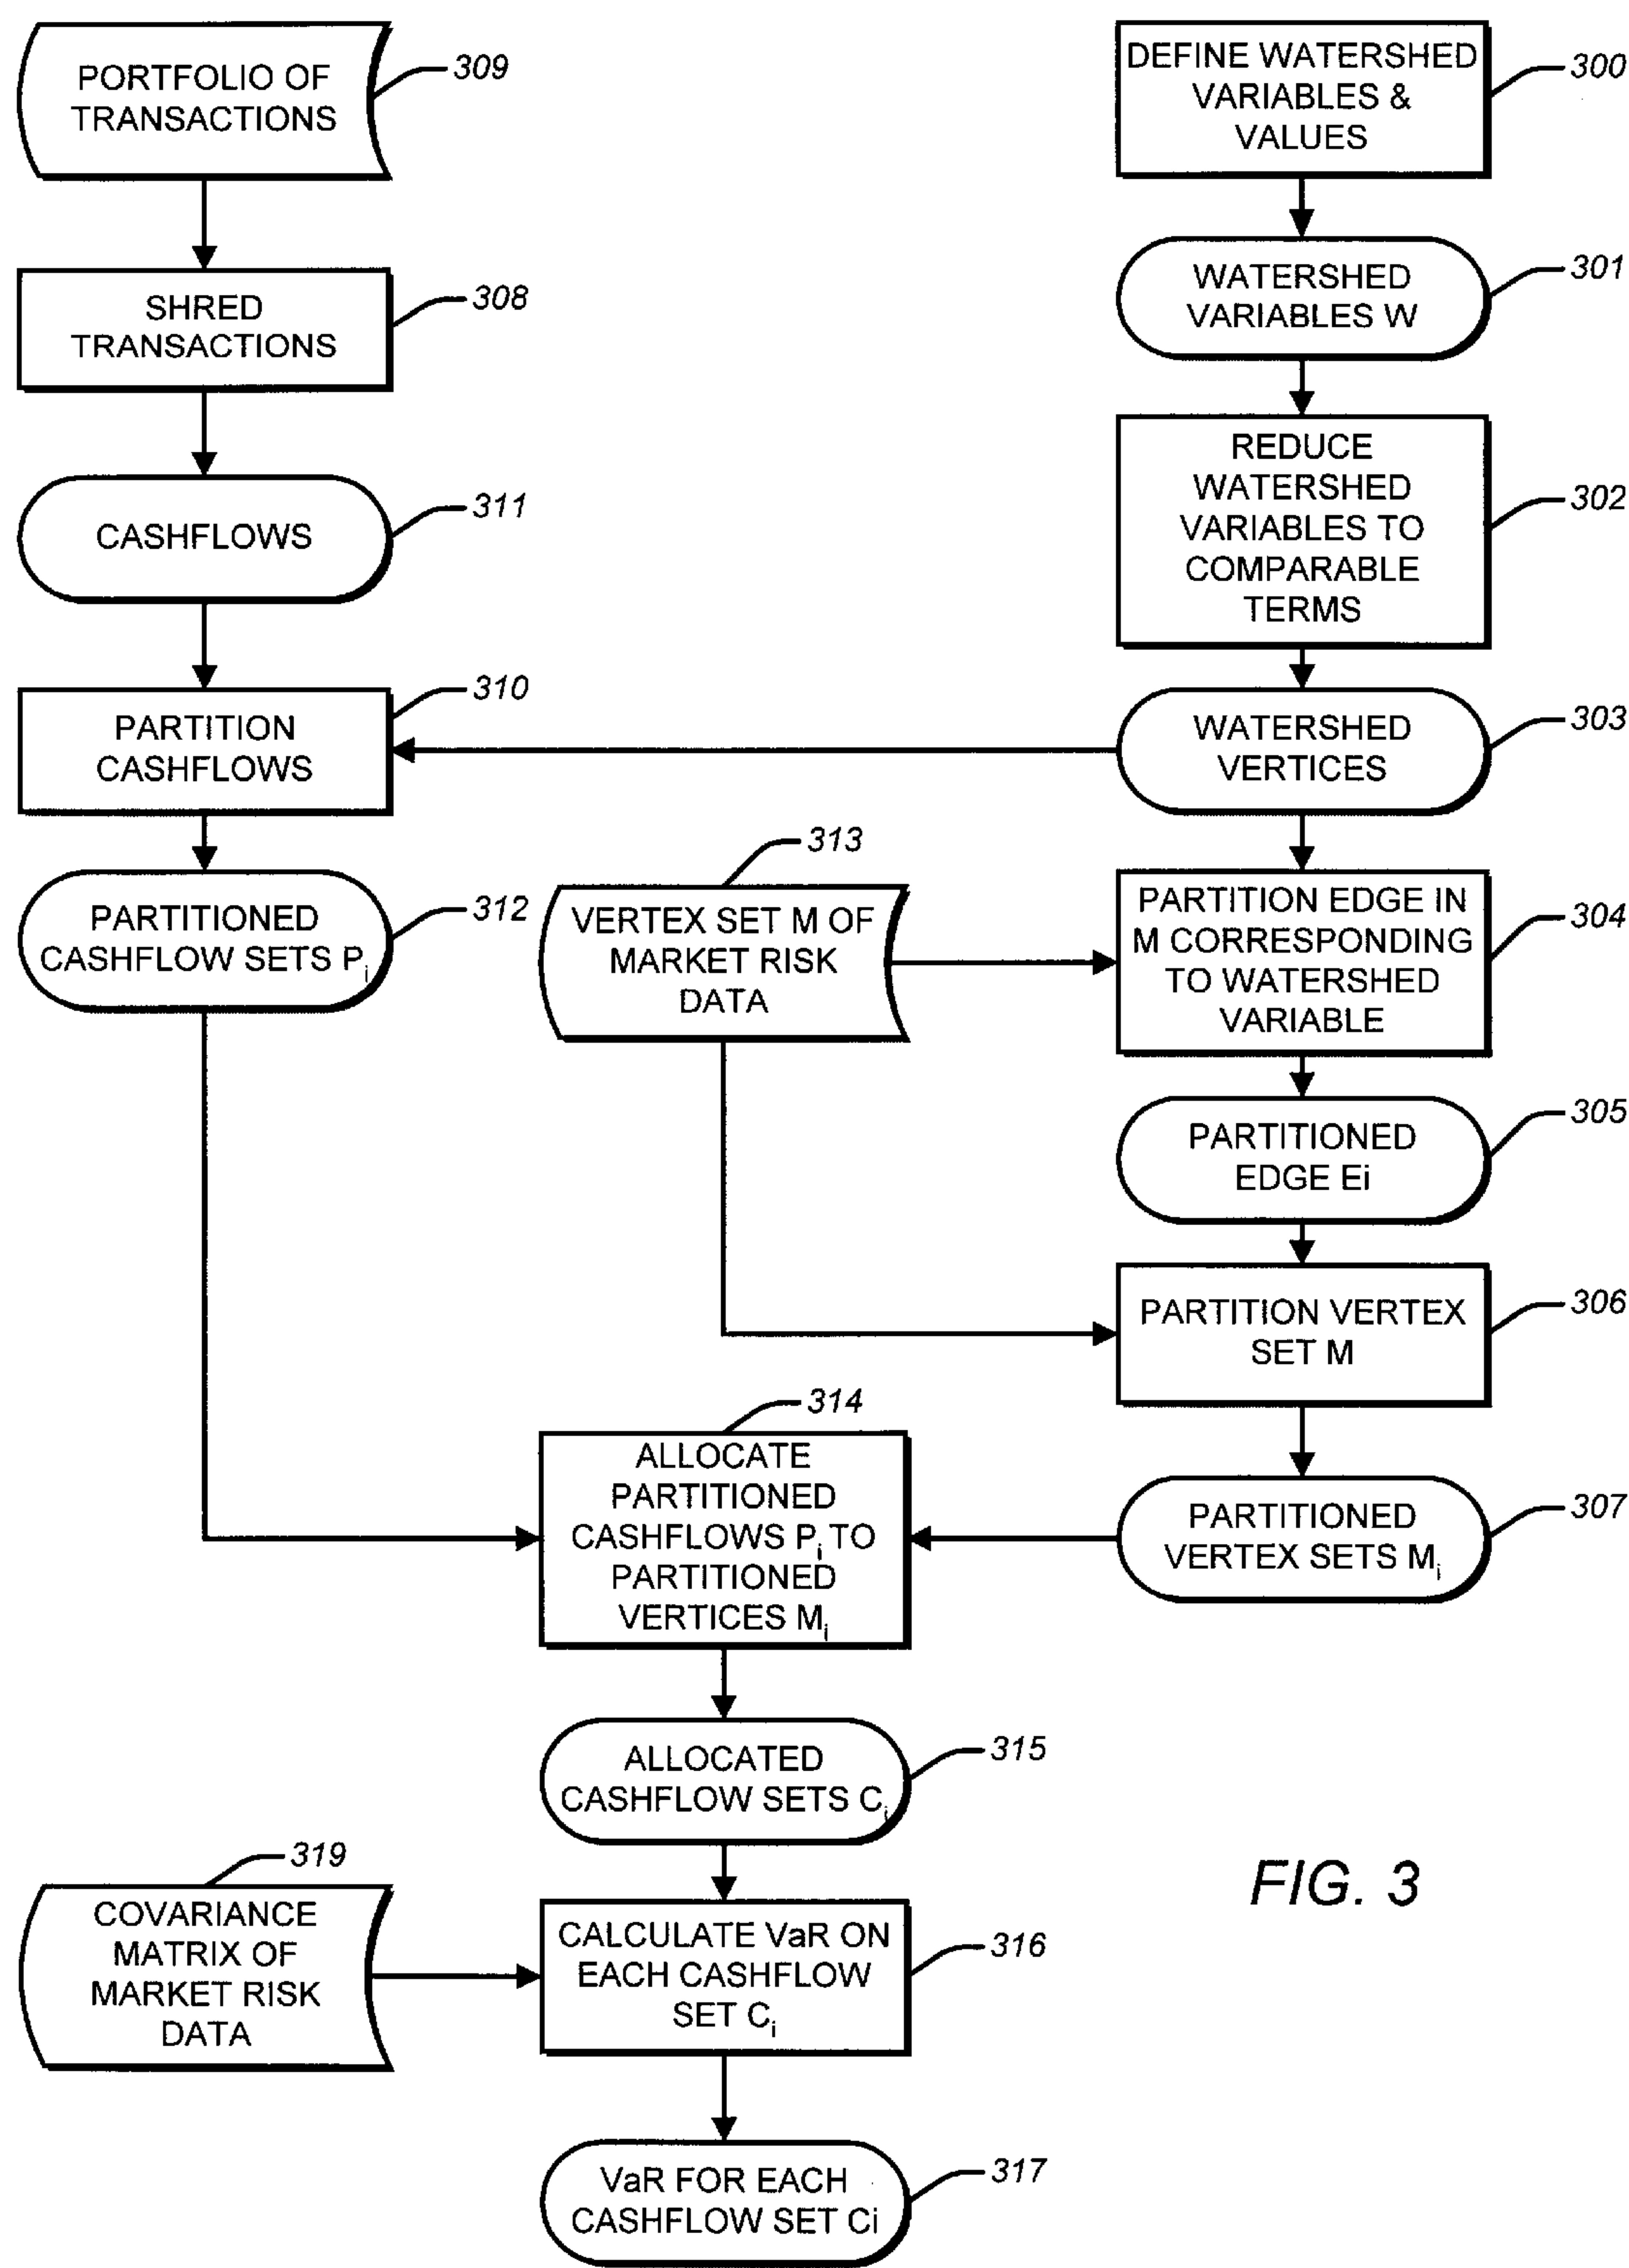 PORTFOLIO OF
TRANSACTIONS
309
SHRED
TRANSACTIONS
308
CASHFLOWS
311
PARTITION
CASHFLOWS
310
PARTITIONED
CASHFLOW SETS Pi
312
DEFINE WATERSHED
VARIABLES &
VALUES
300
WATERSHED
VARIABLES W
301
REDUCE
WATERSHED
VARIABLES TO
COMPARABLE
TERMS
302
WATERSHED
VERTICES
303
313
VERTEX SET M OF
MARKET RISK
DATA
PARTITION EDGE IN
M CORRESPONDING
TO WATERSHED
VARIABLE
304
PARTITIONED
EDGE Ei
305
PARTITION VERTEX
SET M
306
PARTITIONED
VERTEX SETS Mi
307
314
ALLOCATE
PARTITIONED
CASHFLOWS Pi TO
PARTITIONED
VERTICES Mi
ALLOCATED
CASHFLOW SETS Ci
315
319
COVARIANCE
MATRIX OF
MARKET RISK
DATA
CALCULATE VaR ON
EACH CASHFLOW
SET Ci
316
VaR FOR EACH
CASHFLOW SET Ci
317
FIG. 3